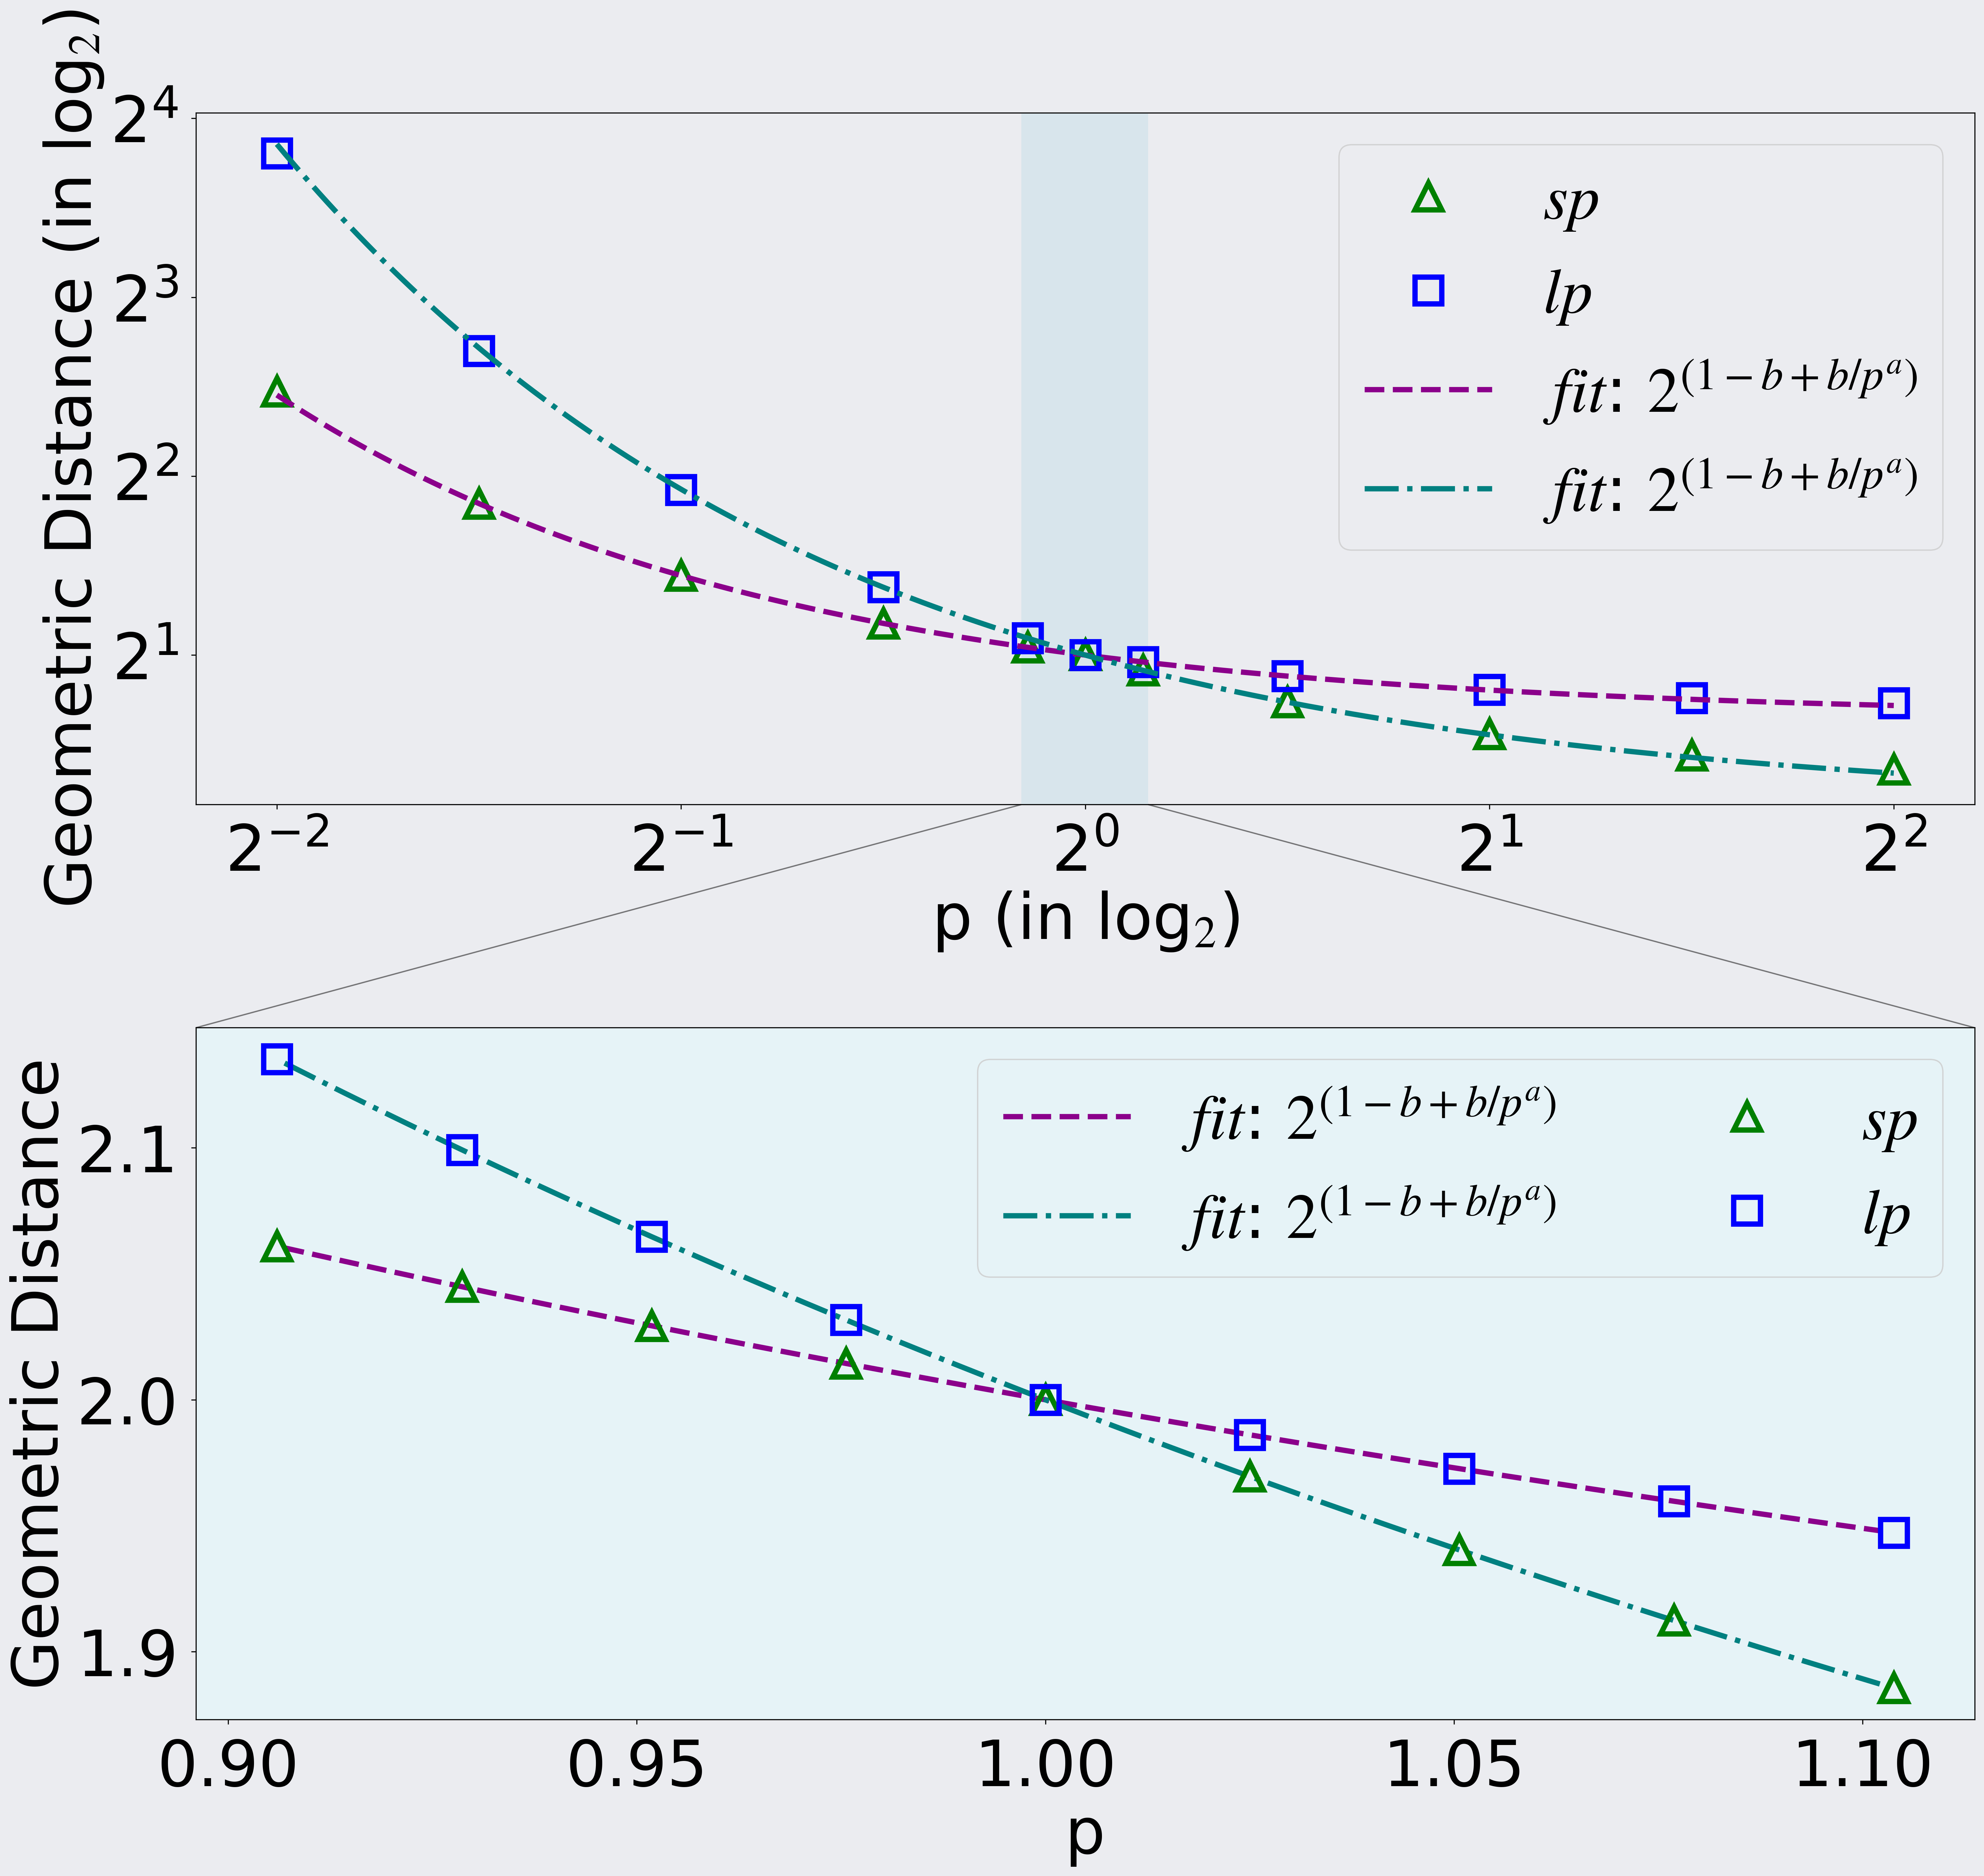 Geometric Distance (in log₂)
2⁴
2³
2²
2¹
sp
lp
fit: 2^(1 − b + b/p^a)
fit: 2^(1 − b + b/p^a)
2⁻² 2⁻¹ 2⁰ 2¹ 2²
p (in log₂)
Geometric Distance
2.1
2.0
1.9
fit: 2^(1 − b + b/p^a) sp
fit: 2^(1 − b + b/p^a) lp
0.90 0.95 1.00 1.05 1.10
p